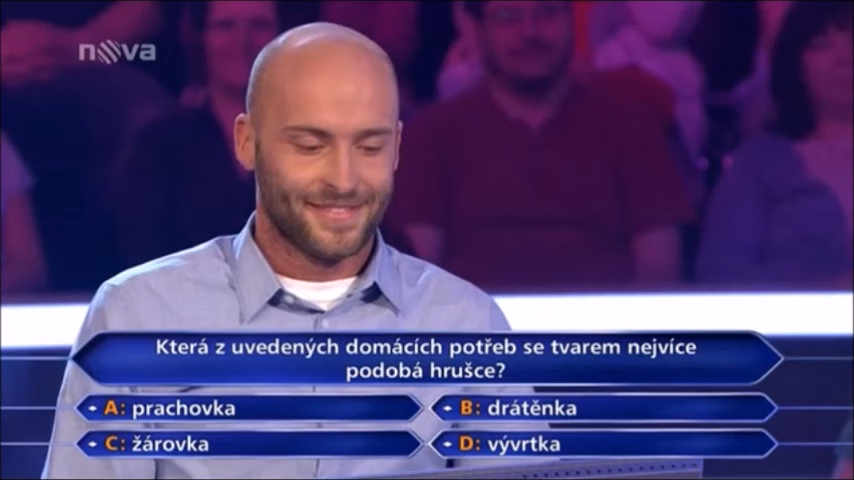 nova
Která z uvedených domácích potřeb se tvarem nejvíce
podobá hrušce?
A: prachovka
B: drátěnka
C: žárovka
D: vývrtka